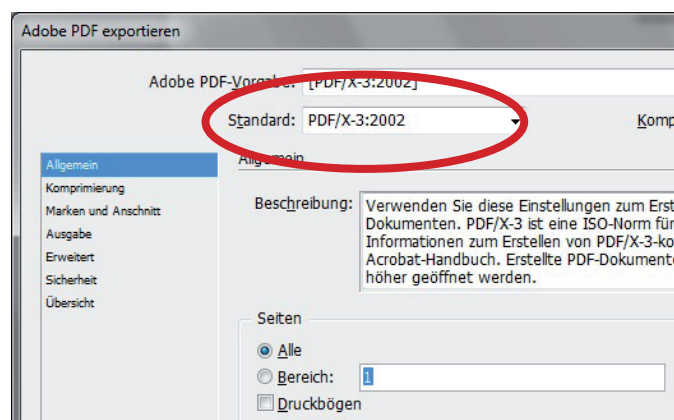 Adobe PDF exportieren
Adobe PDF-Vorgabe: [PDF/X-3:2002]
Standard: PDF/X-3:2002
Komp
Allgemein
Komprimierung
Marken und Anschnitt
Ausgabe
Erweitert
Sicherheit
Übersicht
Allgemein
Beschreibung: Verwenden Sie diese Einstellungen zum Erst
Dokumenten. PDF/X-3 ist eine ISO-Norm für
Informationen zum Erstellen von PDF/X-3-ko
Acrobat-Handbuch. Erstellte PDF-Dokumente
höher geöffnet werden.
Seiten
Alle
Bereich: 1
Druckbögen